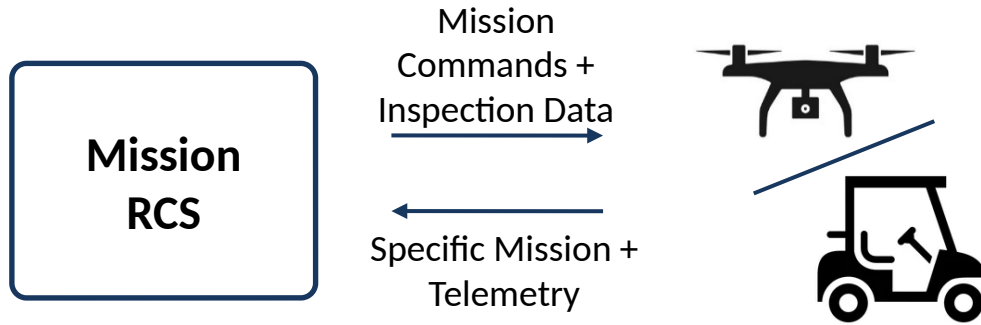 Mission
RCS
Mission
Commands +
Inspection Data
Specific Mission +
Telemetry